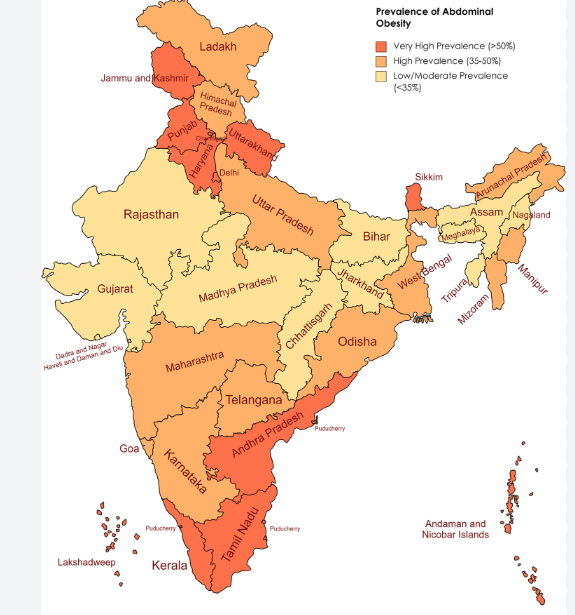 Prevalence of Abdominal
Obesity
Very High Prevalence (>50%)
High Prevalence (35-50%)
Low/Moderate Prevalence
(<35%)
Ladakh
Jammu and Kashmir
Himachal
Pradesh
Punjab
Uttarakhand
Haryana
Delhi
Sikkim
Arunachal Pradesh
Rajasthan
Uttar Pradesh
Assam
Nagaland
Bihar
Meghalaya
Gujarat
Madhya Pradesh
Jharkhand
West Bengal
Tripura
Mizoram
Manipur
Chhattisgarh
Dadra and Nagar
Haveli and Daman and Diu
Maharashtra
Odisha
Telangana
Andhra Pradesh
Puducherry
Goa
Karnataka
Puducherry
Tamil Nadu
Puducherry
Andaman and
Nicobar Islands
Lakshadweep
Kerala